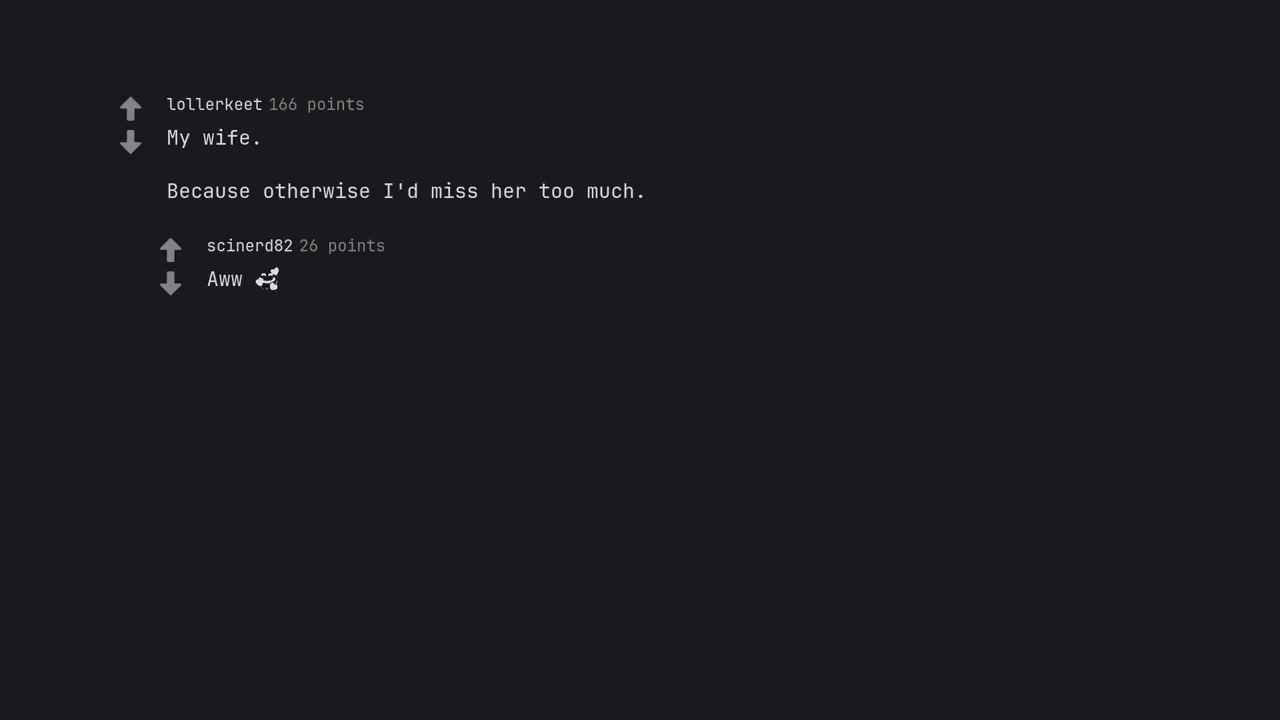 lollerkeet 166 points
My wife.
Because otherwise I'd miss her too much.
scinerd82 26 points
Aww 🥰